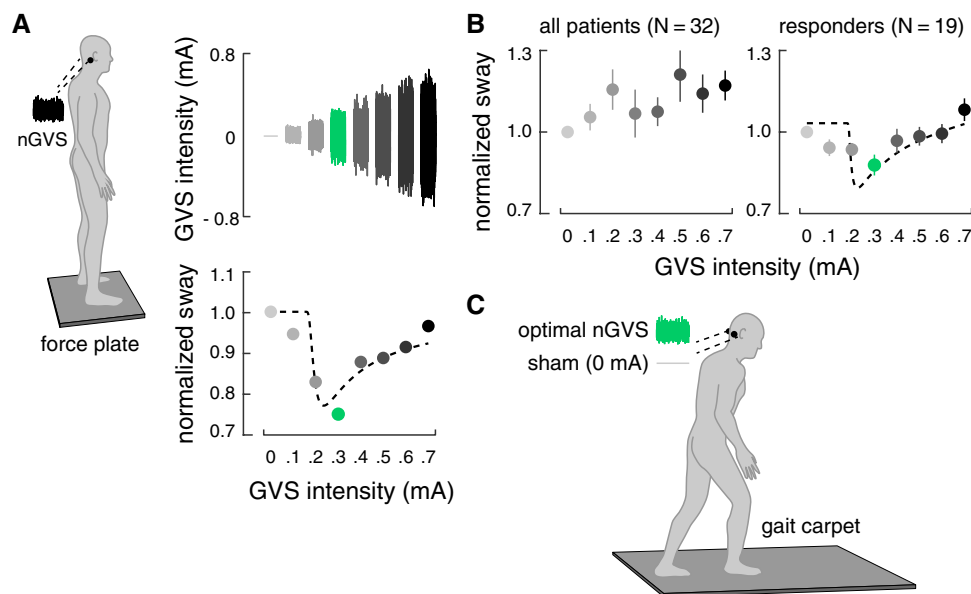 A
nGVS
force plate
GVS intensity (mA)
0.8
0
- 0.8
normalized sway
1.1
1.0
0.9
0.8
0.7
0 .1 .2 .3 .4 .5 .6 .7
GVS intensity (mA)
B
all patients (N = 32)
responders (N = 19)
normalized sway
1.3
1.0
0.7
0 .1 .2 .3 .4 .5 .6 .7
1.3
1.0
0.7
0 .1 .2 .3 .4 .5 .6 .7
GVS intensity (mA)
C
optimal nGVS
sham (0 mA)
gait carpet